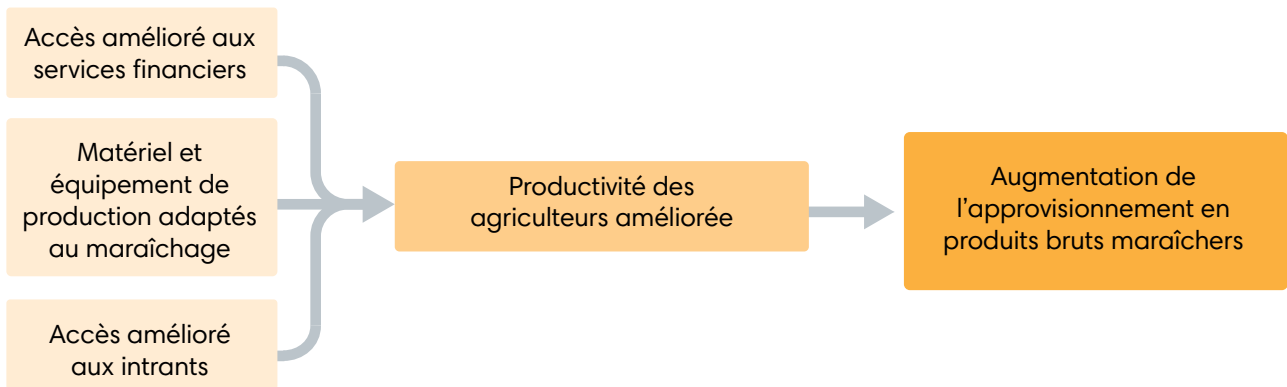 Accès amélioré aux
services financiers
Matériel et
équipement de
production adaptés
au maraîchage
Accès amélioré
aux intrants
Productivité des
agriculteurs améliorée
Augmentation de
l’approvisionnement en
produits bruts maraîchers